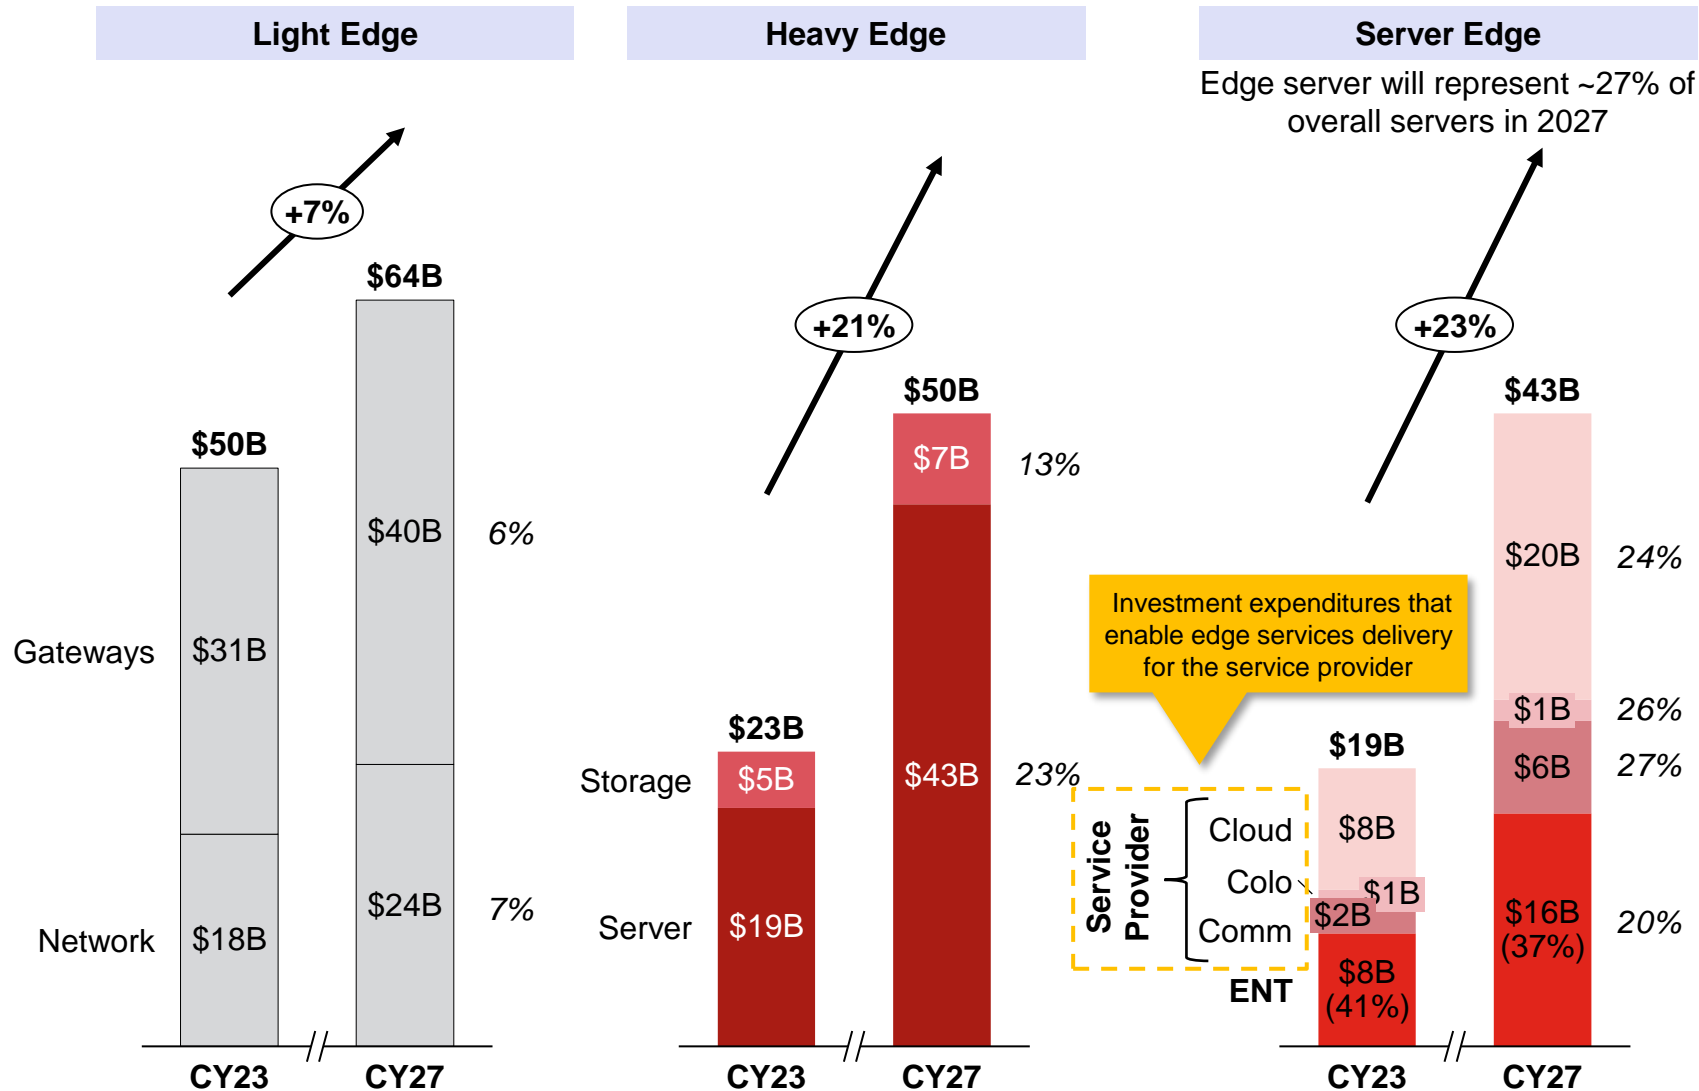 Light Edge
+7%
$64B
$50B
$40B
6%
Gateways
$31B
$24B
7%
Network
$18B
CY23
CY27
Heavy Edge
+21%
$50B
$7B
13%
$23B
Storage
$5B
$43B
23%
Server
$19B
CY23
CY27
Server Edge
Edge server will represent ~27% of
overall servers in 2027
+23%
$43B
$20B
24%
Investment expenditures that
enable edge services delivery
for the service provider
$1B
26%
$19B
$6B
27%
Service
Provider
Cloud
$8B
Colo
$1B
$2B
Comm
$16B
(37%)
20%
ENT
$8B
(41%)
CY23
CY27